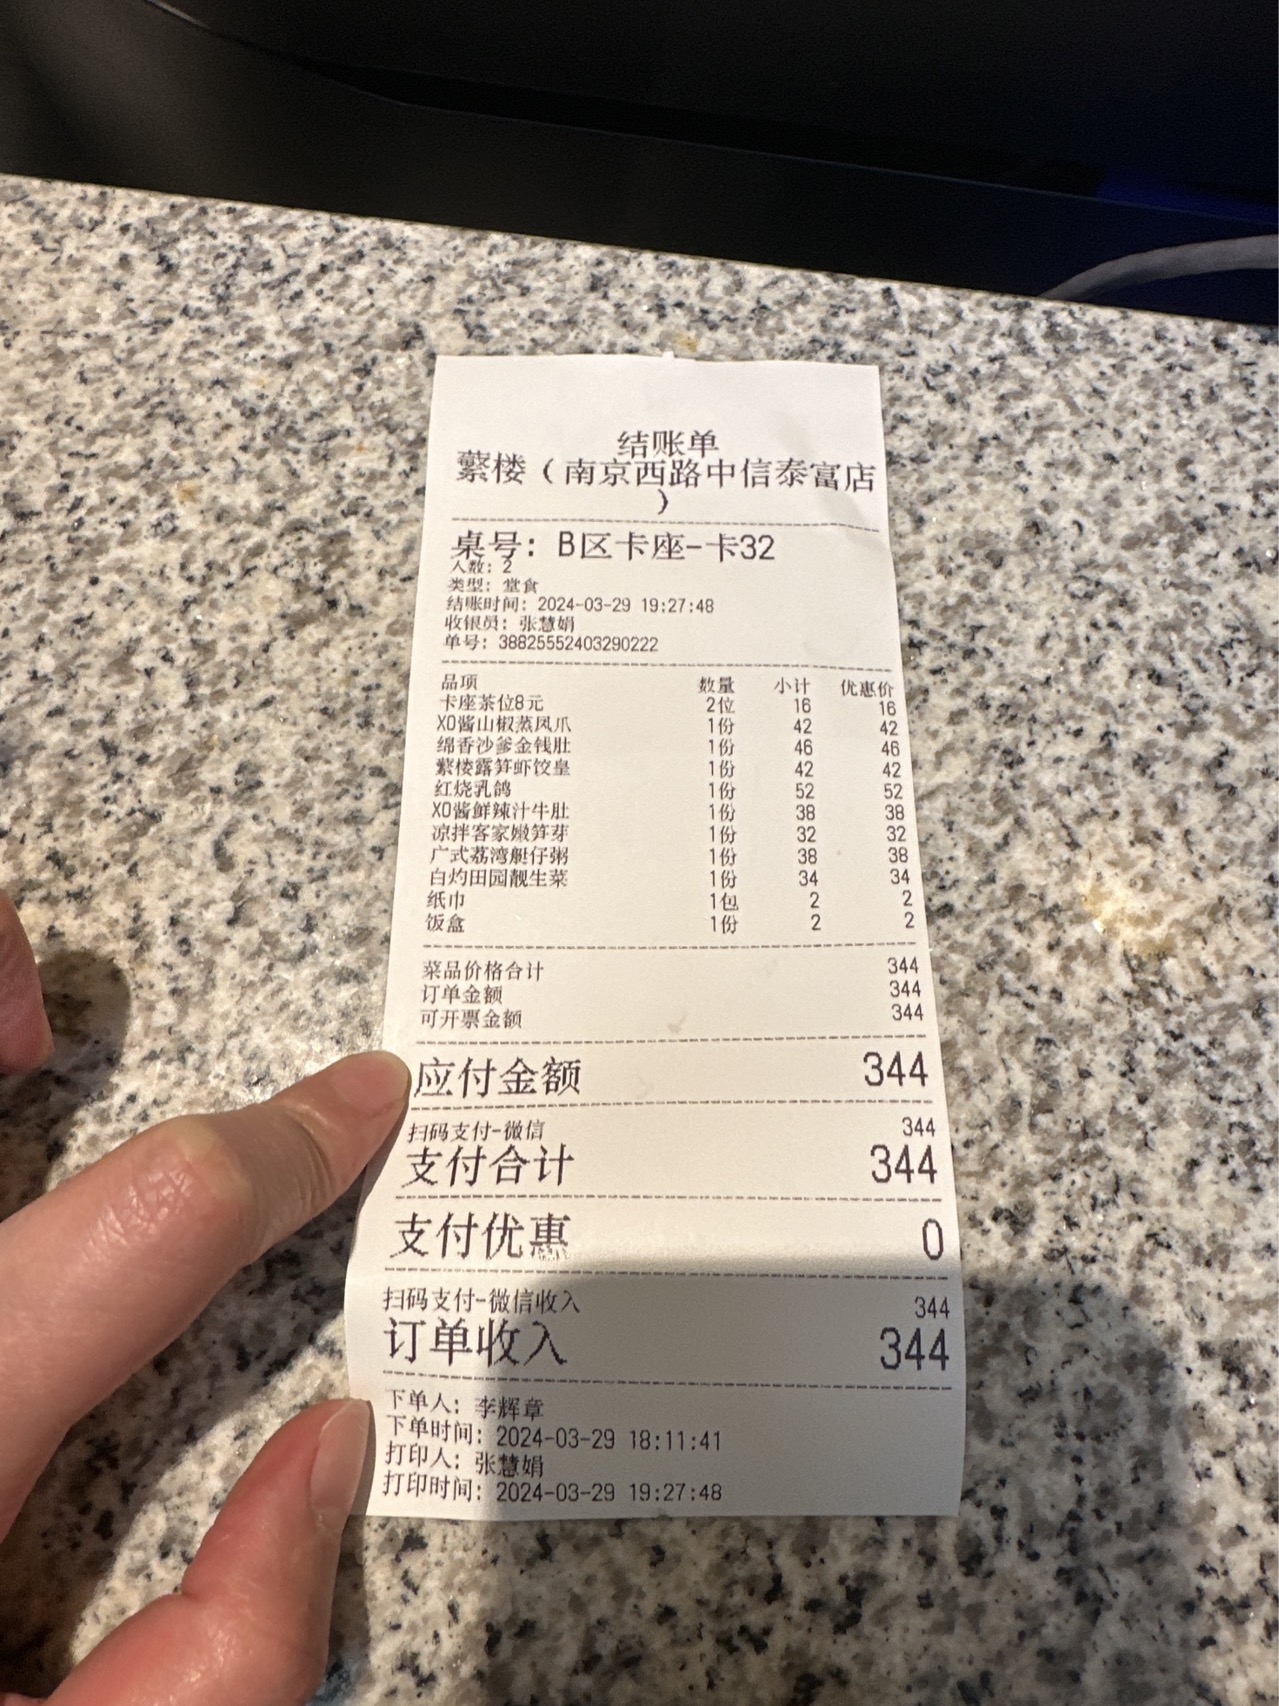 结账单
蘩楼（南京西路中信泰富店
）
桌号：B区卡座-卡32
人数：2
类型：堂食
结账时间：2024-03-29 19:27:48
收银员：张慧娟
单号：38825552403290222
品项 数量 小计 优惠价
卡座茶位8元 2位 16 16
XO酱山椒蒸凤爪 1份 42 42
绵香沙爹金钱肚 1份 46 46
蘩楼露笋虾饺皇 1份 42 42
红烧乳鸽 1份 52 52
XO酱鲜辣汁牛肚 1份 38 38
凉拌客家嫩笋芽 1份 32 32
广式荔湾艇仔粥 1份 38 38
白灼田园靓生菜 1份 34 34
纸巾 1包 2 2
饭盒 1份 2 2
菜品价格合计 344
订单金额 344
可开票金额 344
应付金额 344
扫码支付-微信 344
支付合计 344
支付优惠 0
扫码支付-微信收入 344
订单收入 344
下单人：李辉章
下单时间：2024-03-29 18:11:41
打印人：张慧娟
打印时间：2024-03-29 19:27:48